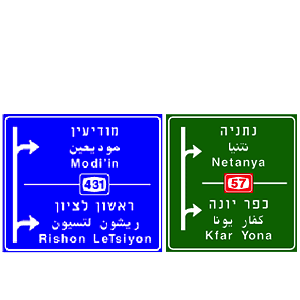 מודיעין
موديعين
Modi'in
431
ראשון לציון
ريشون لتسيون
Rishon LeTsiyon
נתניה
نتنيا
Netanya
57
כפר יונה
كفار يونا
Kfar Yona